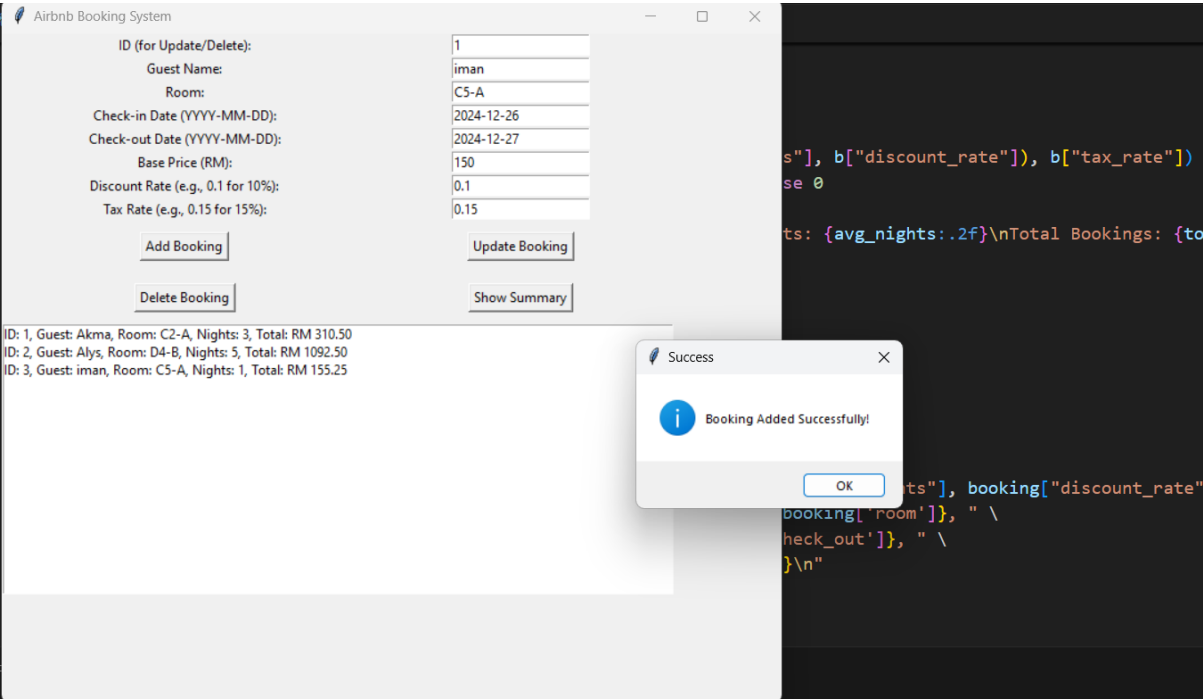 Airbnb Booking System
ID (for Update/Delete): 1
Guest Name: iman
Room: C5-A
Check-in Date (YYYY-MM-DD): 2024-12-26
Check-out Date (YYYY-MM-DD): 2024-12-27
Base Price (RM): 150
Discount Rate (e.g., 0.1 for 10%): 0.1
Tax Rate (e.g., 0.15 for 15%): 0.15
Add Booking Update Booking
Delete Booking Show Summary
ID: 1, Guest: Akma, Room: C2-A, Nights: 3, Total: RM 310.50
ID: 2, Guest: Alys, Room: D4-B, Nights: 5, Total: RM 1092.50
ID: 3, Guest: iman, Room: C5-A, Nights: 1, Total: RM 155.25
Success
Booking Added Successfully!
OK
s"], b["discount_rate"]), b["tax_rate"])
se 0
ts: {avg_nights:.2f}\nTotal Bookings: {to
ts"], booking["discount_rate"
booking['room']}, " \
heck_out']}, " \
}\n"